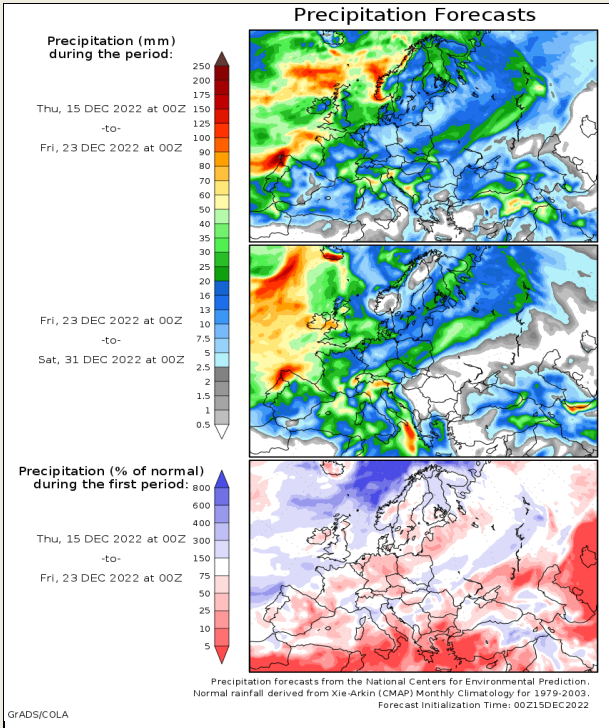 Precipitation Forecasts
Precipitation (mm)
during the period:
Thu, 15 DEC 2022 at 00Z
-to-
Fri, 23 DEC 2022 at 00Z
250
200
175
150
125
100
90
80
70
60
50
40
35
30
25
20
16
13
10
7.5
5
2.5
2
1.5
1
0.5
Fri, 23 DEC 2022 at 00Z
-to-
Sat, 31 DEC 2022 at 00Z
Precipitation (% of normal)
during the first period:
Thu, 15 DEC 2022 at 00Z
-to-
Fri, 23 DEC 2022 at 00Z
800
600
400
300
150
75
50
25
10
5
Precipitation forecasts from the National Centers for Environmental Prediction.
Normal rainfall derived from Xie-Arkin (CMAP) Monthly Climatology for 1979-2003.
Forecast Initialization Time: 00Z15DEC2022
GrADS/COLA